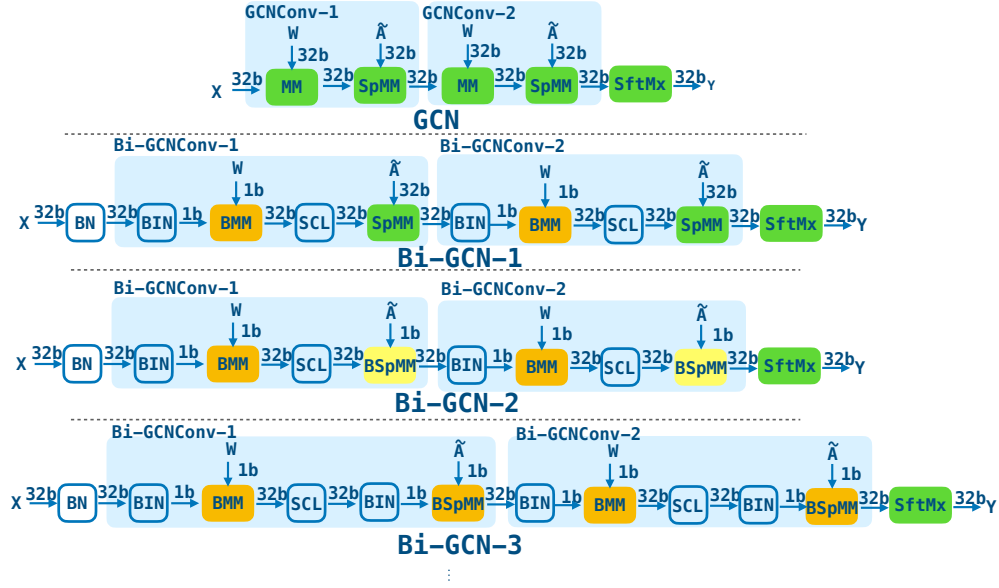 GCNConv-1 GCNConv-2
W Ã W Ã
32b 32b 32b 32b
X 32b MM 32b SpMM 32b MM 32b SpMM 32b SftMx 32b Y
GCN
Bi-GCNConv-1 Bi-GCNConv-2
W Ã W Ã
1b 32b 1b 32b
X 32b BN 32b BIN 1b BMM 32b SCL 32b SpMM 32b BIN 1b BMM 32b SCL 32b SpMM 32b SftMx 32b Y
Bi-GCN-1
Bi-GCNConv-1 Bi-GCNConv-2
W Ã W Ã
1b 1b 1b 1b
X 32b BN 32b BIN 1b BMM 32b SCL 32b BSpMM 32b BIN 1b BMM 32b SCL 32b BSpMM 32b SftMx 32b Y
Bi-GCN-2
Bi-GCNConv-1 Bi-GCNConv-2
W Ã W Ã
1b 1b 1b 1b
X 32b BN 32b BIN 1b BMM 32b SCL 32b BIN 1b BSpMM 32b BIN 1b BMM 32b SCL 32b BIN 1b BSpMM 32b SftMx 32b Y
Bi-GCN-3
⋮